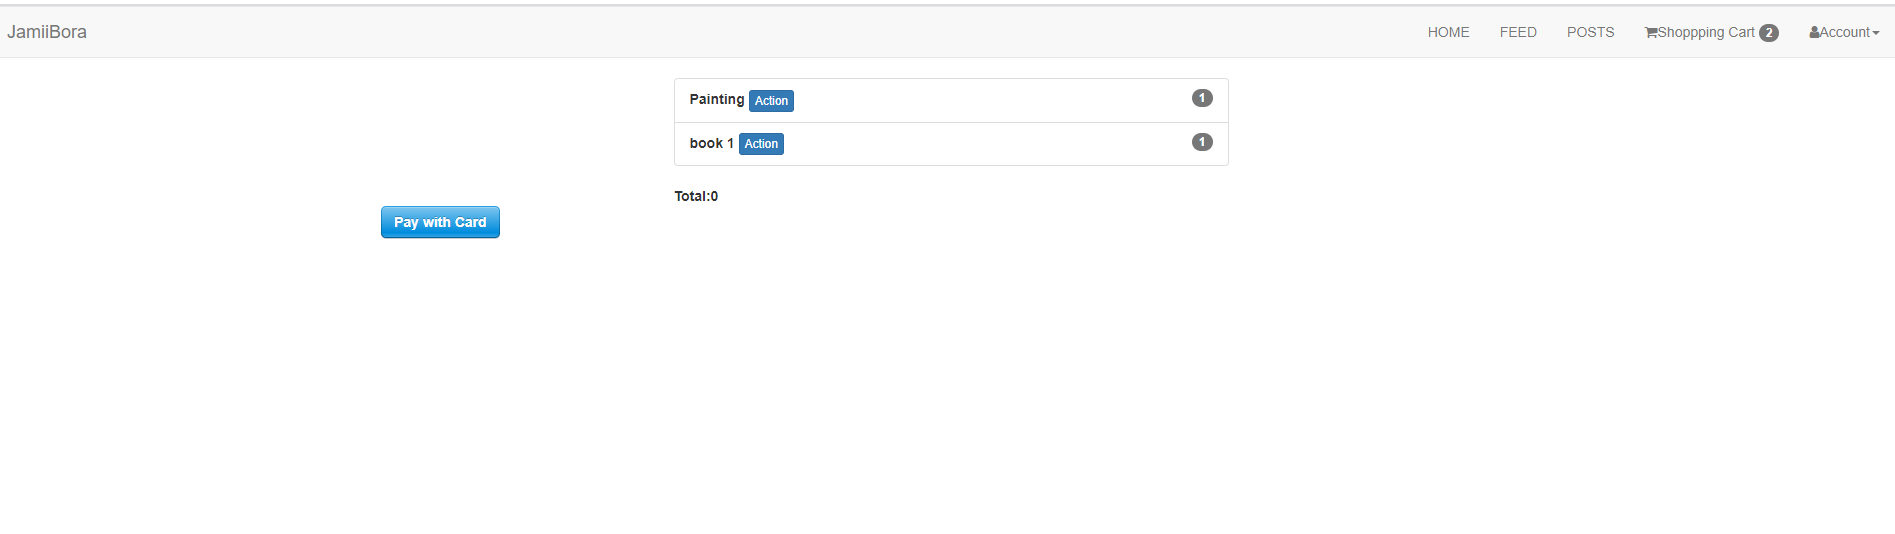 JamiiBora HOME FEED POSTS Shoppping Cart 2 Account
Painting Action 1
book 1 Action 1
Total:0
Pay with Card